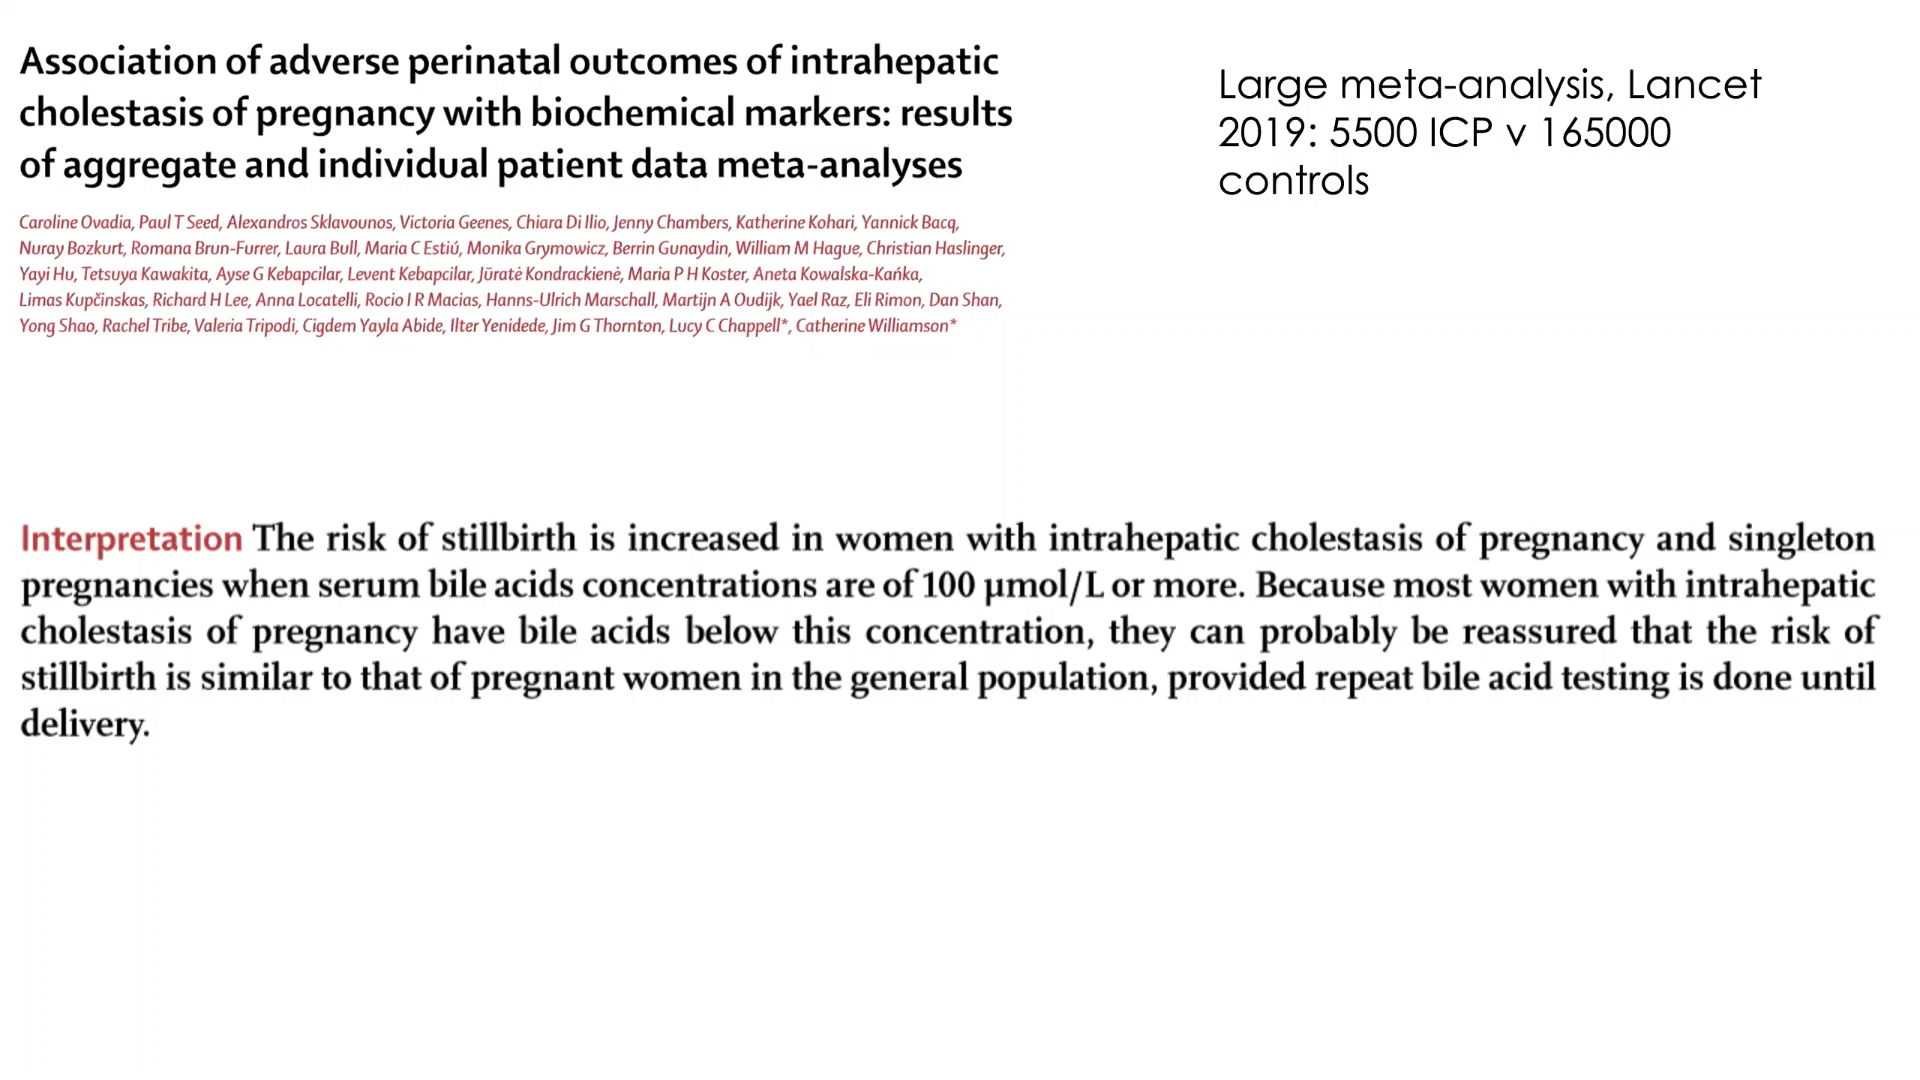 Association of adverse perinatal outcomes of intrahepatic
cholestasis of pregnancy with biochemical markers: results
of aggregate and individual patient data meta-analyses
Caroline Ovadia, Paul T Seed, Alexandros Sklavounos, Victoria Geenes, Chiara Di Ilio, Jenny Chambers, Katherine Kohari, Yannick Bacq,
Nuray Bozkurt, Romana Brun-Furrer, Laura Bull, Maria C Estiú, Monika Grymowicz, Berrin Gunaydin, William M Hague, Christian Haslinger,
Yayi Hu, Tetsuya Kawakita, Ayse G Kebapcilar, Levent Kebapcilar, Jūratė Kondrackienė, Maria P H Koster, Aneta Kowalska-Kańka,
Limas Kupčinskas, Richard H Lee, Anna Locatelli, Rocio I R Macias, Hanns-Ulrich Marschall, Martijn A Oudijk, Yael Raz, Eli Rimon, Dan Shan,
Yong Shao, Rachel Tribe, Valeria Tripodi, Cigdem Yayla Abide, Ilter Yenidede, Jim G Thornton, Lucy C Chappell*, Catherine Williamson*
Large meta-analysis, Lancet
2019: 5500 ICP v 165000
controls
Interpretation The risk of stillbirth is increased in women with intrahepatic cholestasis of pregnancy and singleton
pregnancies when serum bile acids concentrations are of 100 μmol/L or more. Because most women with intrahepatic
cholestasis of pregnancy have bile acids below this concentration, they can probably be reassured that the risk of
stillbirth is similar to that of pregnant women in the general population, provided repeat bile acid testing is done until
delivery.